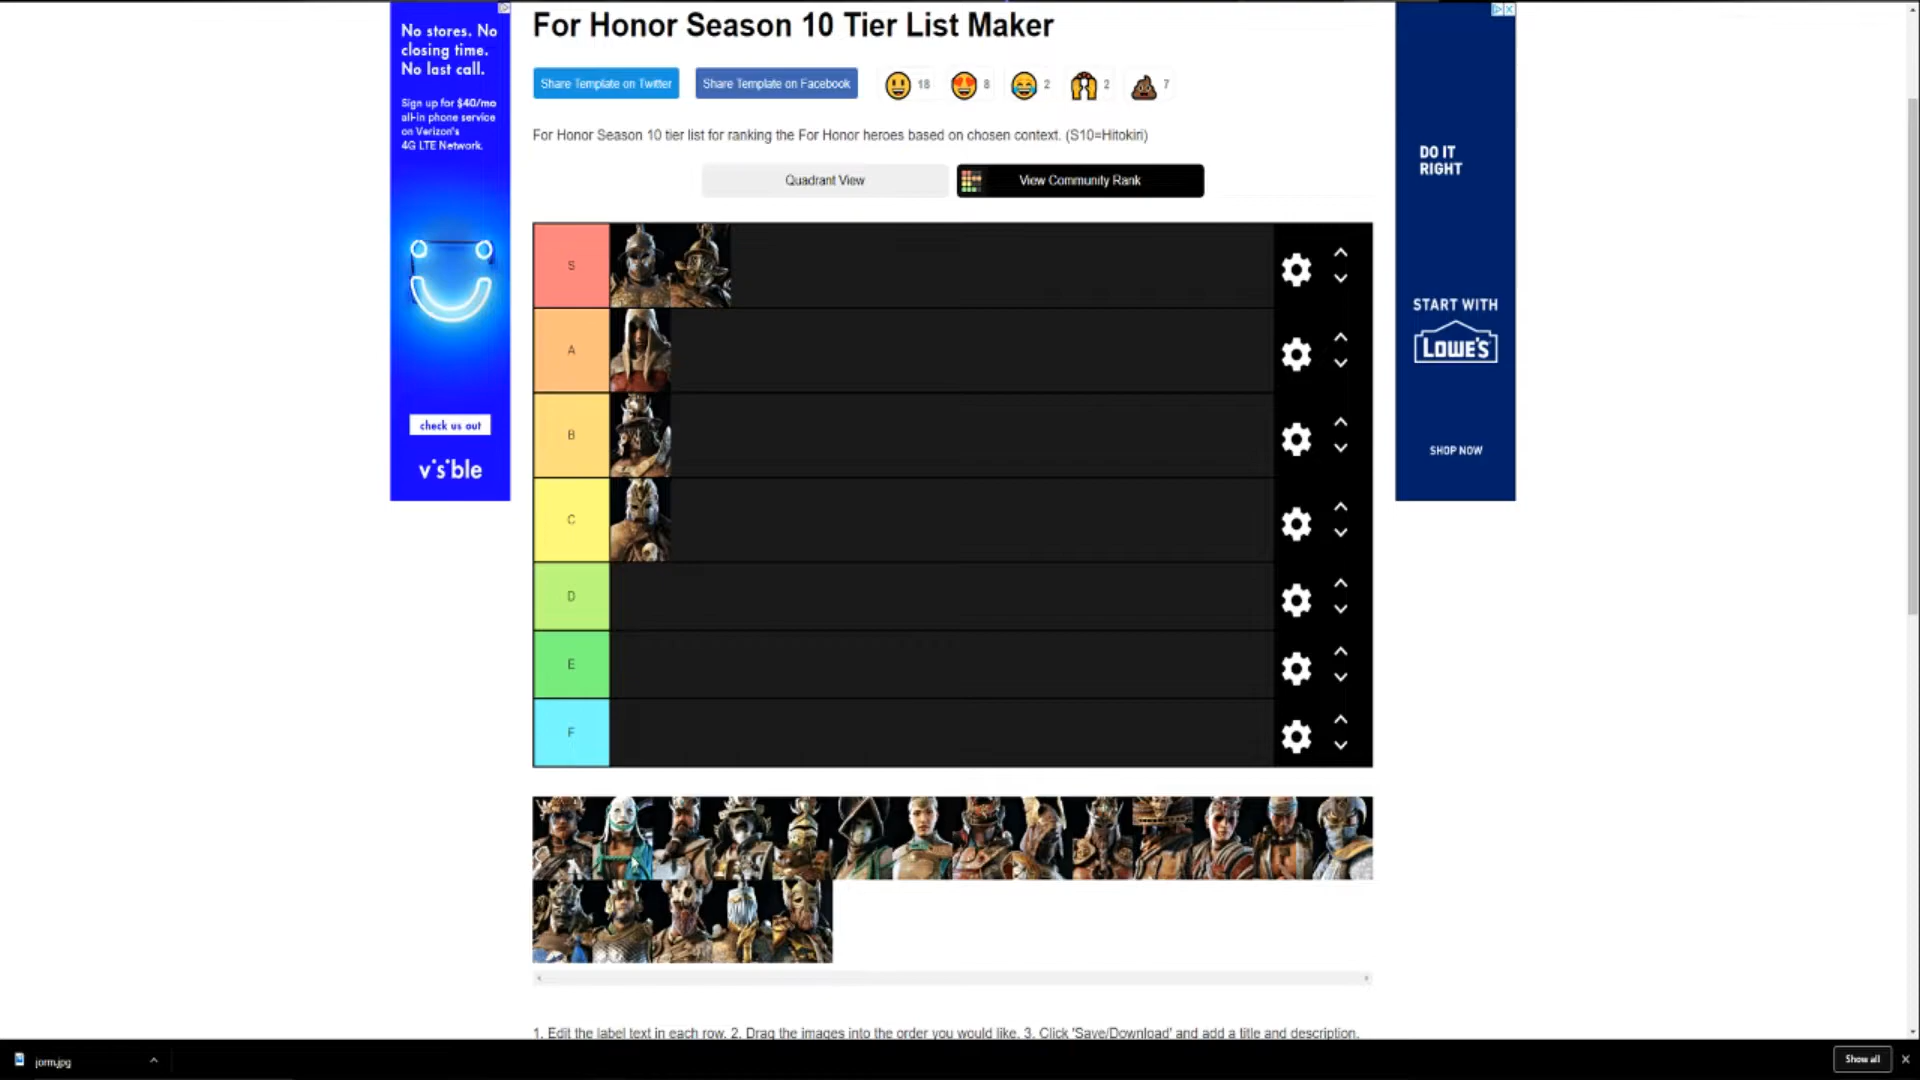 For Honor Season 10 Tier List Maker
No stores. No
closing time.
No last call.
Sign up for $40/mo
all-in phone service
on Verizon's
4G LTE Network.
check us out
visible
Share Template on Twitter
Share Template on Facebook
18
8
2
2
7
For Honor Season 10 tier list for ranking the For Honor heroes based on chosen context. (S10=Hitokiri)
Quadrant View
View Community Rank
S
A
B
C
D
E
F
DO IT
RIGHT
START WITH
LOWE'S
SHOP NOW
1. Edit the label text in each row. 2. Drag the images into the order you would like. 3. Click 'Save/Download' and add a title and description.
jorm.jpg
Show all